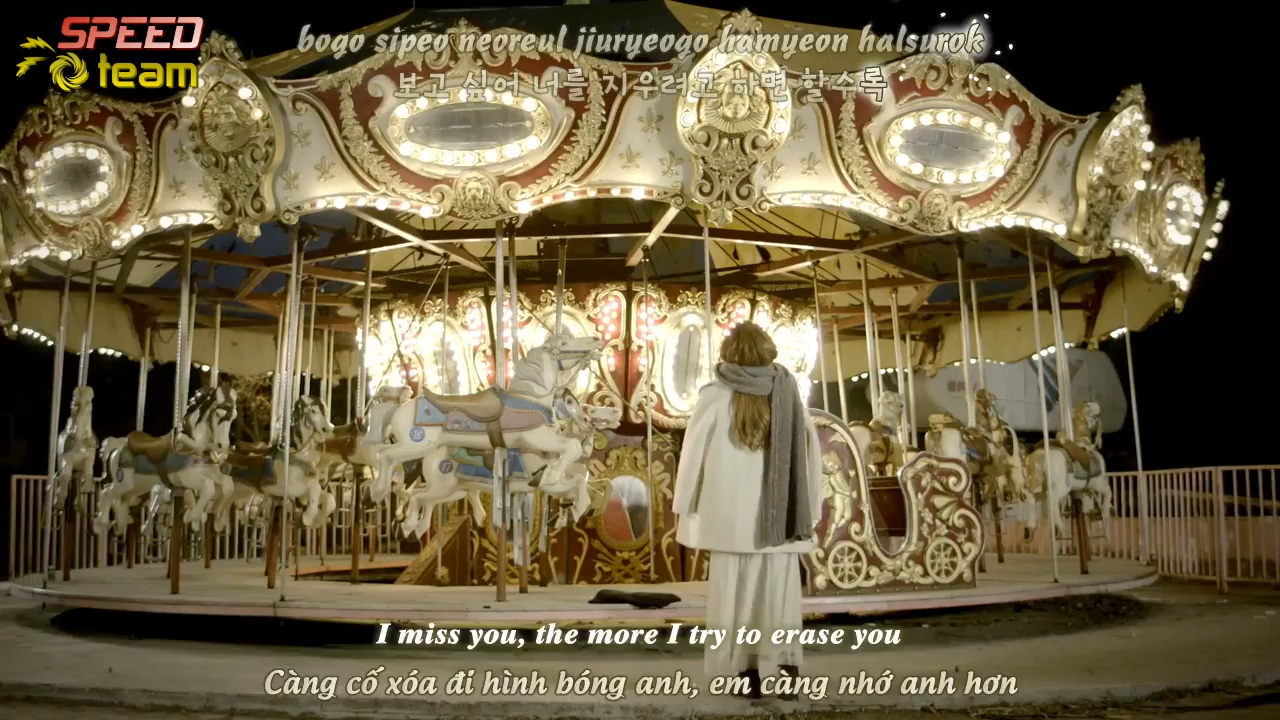 SPEED
team
bogo sipeo neoreul jiuryeogo hamyeon halsurok
보고 싶어 너를 지우려고 하면 할수록
I miss you, the more I try to erase you
Càng cố xóa đi hình bóng anh, em càng nhớ anh hơn